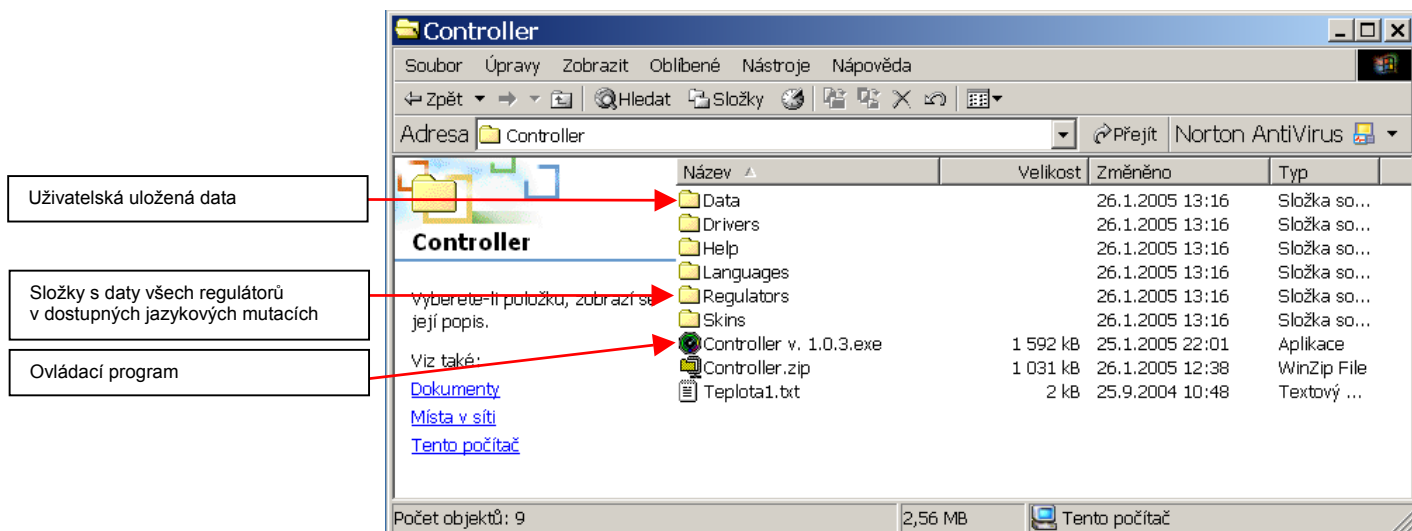 Controller
Soubor Úpravy Zobrazit Oblíbené Nástroje Nápověda
Zpět Hledat Složky
Adresa Controller Přejít Norton AntiVirus
Název Velikost Změněno Typ
Uživatelská uložená data
Data 26.1.2005 13:16 Složka so...
Drivers 26.1.2005 13:16 Složka so...
Controller
Help 26.1.2005 13:16 Složka so...
Languages 26.1.2005 13:16 Složka so...
Složky s daty všech regulátorů
v dostupných jazykových mutacích
Vyberete-li položku, zobrazí se
její popis.
Regulators 26.1.2005 13:16 Složka so...
Skins 26.1.2005 13:16 Složka so...
Ovládací program
Controller v. 1.0.3.exe 1 592 kB 25.1.2005 22:01 Aplikace
Viz také:
Controller.zip 1 031 kB 26.1.2005 12:38 WinZip File
Dokumenty
Teplota1.txt 2 kB 25.9.2004 10:48 Textový ...
Místa v síti
Tento počítač
Počet objektů: 9 2,56 MB Tento počítač